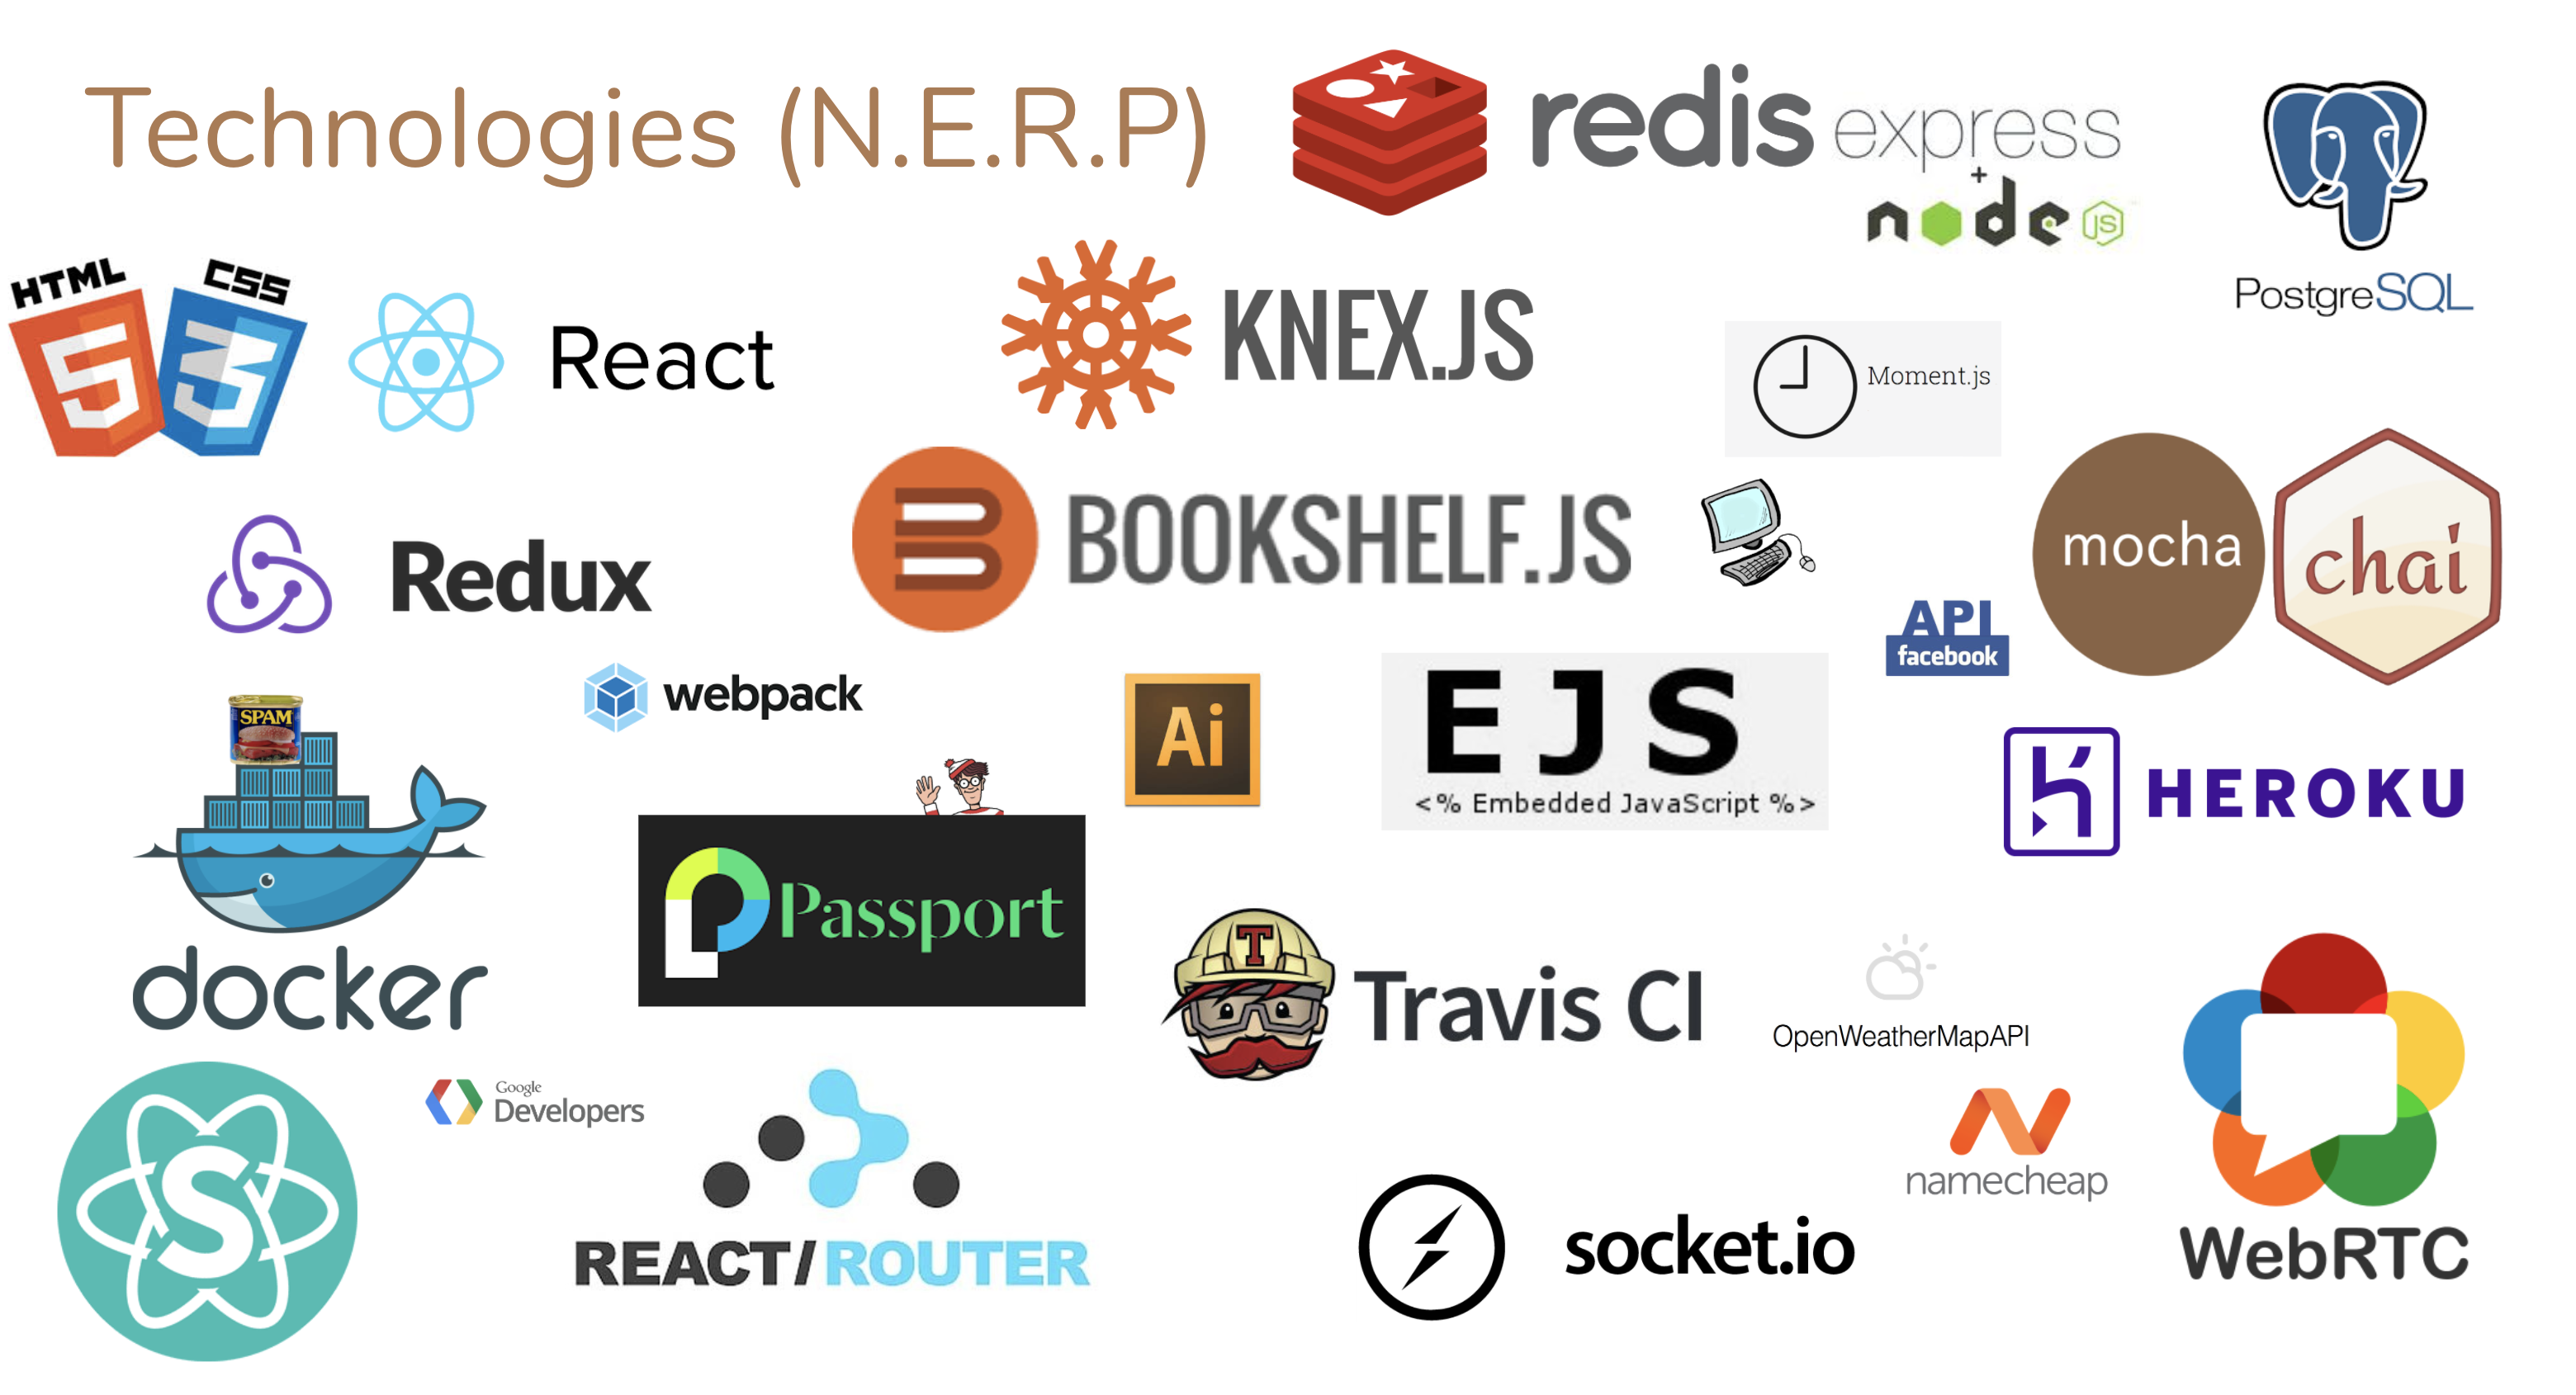 Technologies (N.E.R.P)
redis
express
+
node
JS
PostgreSQL
HTML
5
CSS
3
React
KNEX.JS
Moment.js
Redux
BOOKSHELF.JS
mocha
chai
API
facebook
SPAM
webpack
Ai
EJS
<% Embedded JavaScript %>
HEROKU
docker
Passport
T
Travis CI
OpenWeatherMapAPI
S
Google
Developers
REACT/ROUTER
namecheap
socket.io
WebRTC